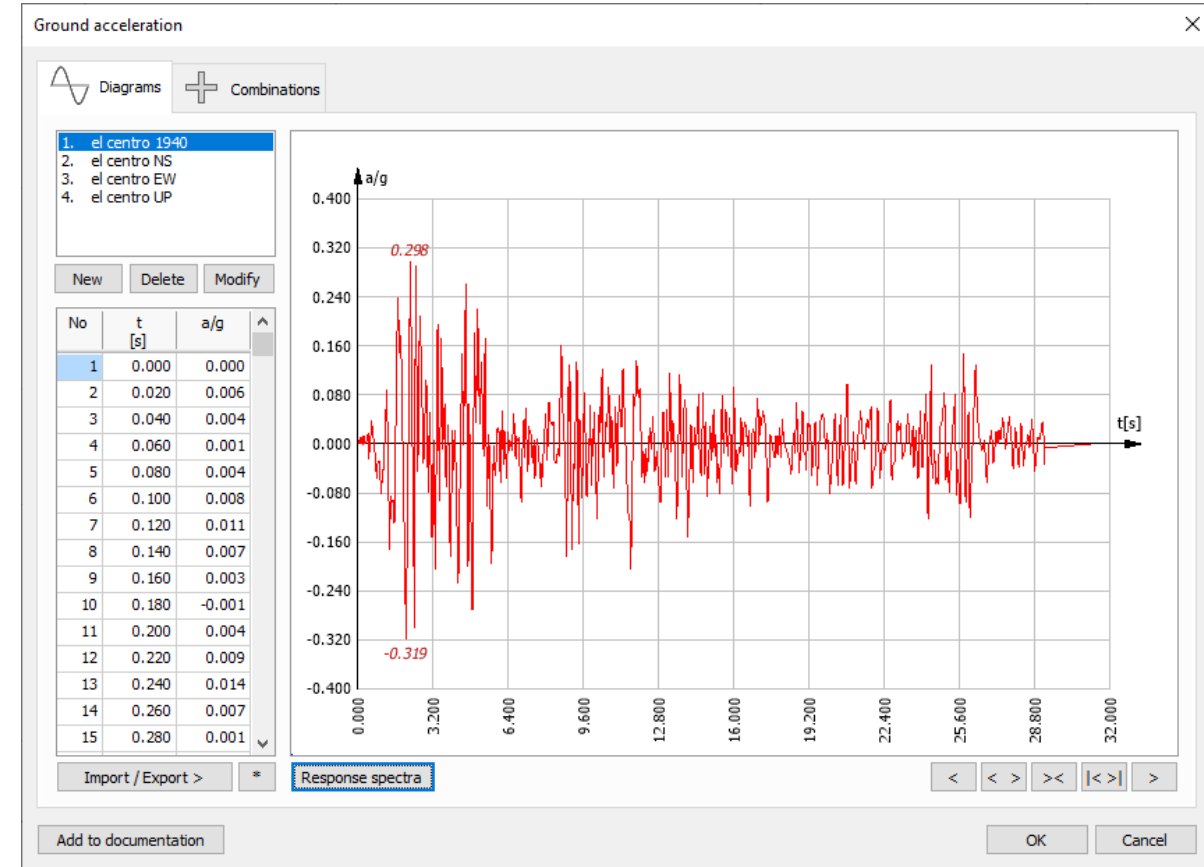 Ground acceleration
Diagrams
Combinations
1. el centro 1940
2. el centro NS
3. el centro EW
4. el centro UP
New Delete Modify
No t [s] a/g
1 0.000 0.000
2 0.020 0.006
3 0.040 0.004
4 0.060 0.001
5 0.080 0.004
6 0.100 0.008
7 0.120 0.011
8 0.140 0.007
9 0.160 0.003
10 0.180 -0.001
11 0.200 0.004
12 0.220 0.009
13 0.240 0.014
14 0.260 0.007
15 0.280 0.001
Import / Export > *
a/g
0.400
0.320
0.240
0.160
0.080
0.000
-0.080
-0.160
-0.240
-0.320
-0.400
0.298
-0.319
t[s]
0.000 3.200 6.400 9.600 12.800 16.000 19.200 22.400 25.600 28.800 32.000
Response spectra
< < > >< |< >| >
Add to documentation
OK Cancel